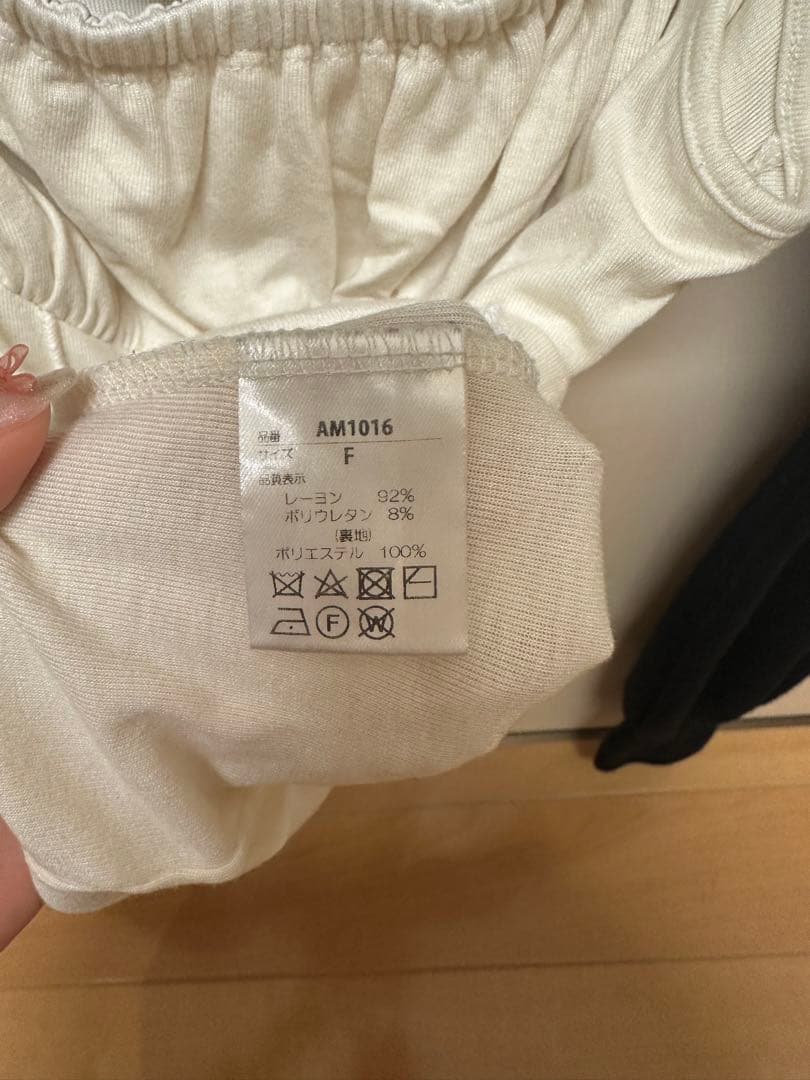 品番 AM1016
サイズ F
品質表示
レーヨン 92%
ポリウレタン 8%
(裏地)
ポリエステル 100%
F W